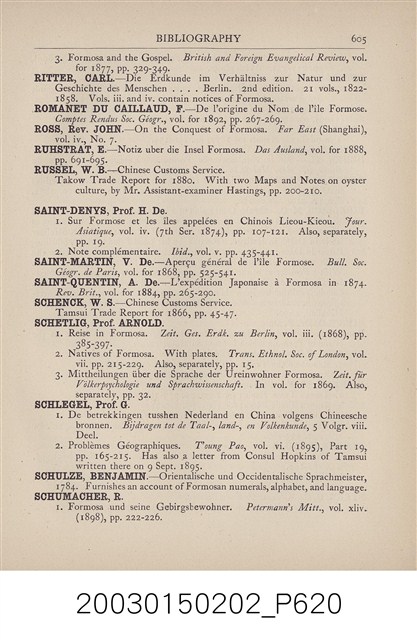 BIBLIOGRAPHY 605
3. Formosa and the Gospel. British and Foreign Evangelical Review, vol.
for 1877, pp. 329-349.
RITTER, CARL.—Die Erdkunde im Verhältniss zur Natur und zur
Geschichte des Menschen . . . . Berlin. 2nd edition. 21 vols., 1822-
1858. Vols. iii. and iv. contain notices of Formosa.
ROMANET DU CAILLAUD, F.—De l'origine du Nom de l'île Formose.
Comptes Rendus Soc. Géogr., vol. for 1892, pp. 267-269.
ROSS, Rev. JOHN.—On the Conquest of Formosa. Far East (Shanghai),
vol. iv., No. 7.
RUHSTRAT, E.—Notiz uber die Insel Formosa. Das Ausland, vol. for 1888,
pp. 691-695.
RUSSEL, W. B.—Chinese Customs Service.
Takow Trade Report for 1880. With two Maps and Notes on oyster
culture, by Mr. Assistant-examiner Hastings, pp. 200-210.
SAINT-DENYS, Prof. H. De.
1. Sur Formose et les îles appelées en Chinois Lieou-Kieou. Jour.
Asiatique, vol. iv. (7th Ser. 1874), pp. 107-121. Also, separately,
pp. 19.
2. Note complémentaire. Ibid., vol. v. pp. 435-441.
SAINT-MARTIN, V. De.—Aperçu général de l'île Formose. Bull. Soc.
Géogr. de Paris, vol. for 1868, pp. 525-541.
SAINT-QUENTIN, A. De.—L'expédition Japonaise à Formosa in 1874.
Rev. Brit., vol. for 1884, pp. 265-290.
SCHENCK, W. S.—Chinese Customs Service.
Tamsui Trade Report for 1866, pp. 45-47.
SCHETLIG, Prof. ARNOLD.
1. Reise in Formosa. Zeit. Ges. Erdk. zu Berlin, vol. iii. (1868), pp.
385-397.
2. Natives of Formosa. With plates. Trans. Ethnol. Soc. of London, vol.
vii. pp. 215-229. Also, separately, pp. 15.
3. Mittheilungen über die Sprache der Ureinwohner Formosa. Zeit. für
Völkerpsychologie und Sprachwissenschaft. In vol. for 1869. Also,
separately, pp. 32.
SCHLEGEL, Prof. G.
1. De betrekkingen tusshen Nederland en China volgens Chineesche
bronnen. Bijdragen tot de Taal-, land-, en Volkenkunde, 5 Volgr. viii.
Deel.
2. Problèmes Géographiques. T'oung Pao, vol. vi. (1895), Part 19,
pp. 165-215. Has also a letter from Consul Hopkins of Tamsui
written there on 9 Sept. 1895.
SCHULZE, BENJAMIN.—Orientalische und Occidentalische Sprachmeister,
1784. Furnishes an account of Formosan numerals, alphabet, and language.
SCHUMACHER, R.
1. Formosa und seine Gebirgsbewohner. Petermann's Mitt., vol. xliv.
(1898), pp. 222-226.
20030150202_P620